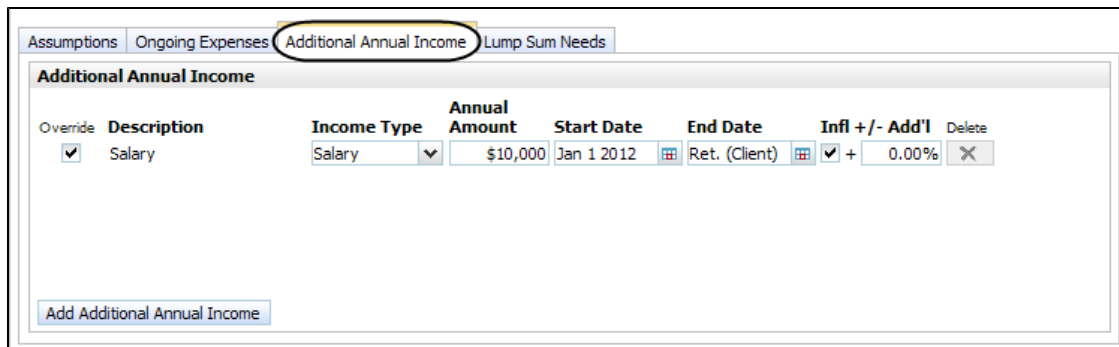 Assumptions Ongoing Expenses Additional Annual Income Lump Sum Needs
Additional Annual Income
Override Description Income Type Annual Amount Start Date End Date Infl +/- Add'l Delete
Salary Salary $10,000 Jan 1 2012 Ret. (Client) + 0.00%
Add Additional Annual Income